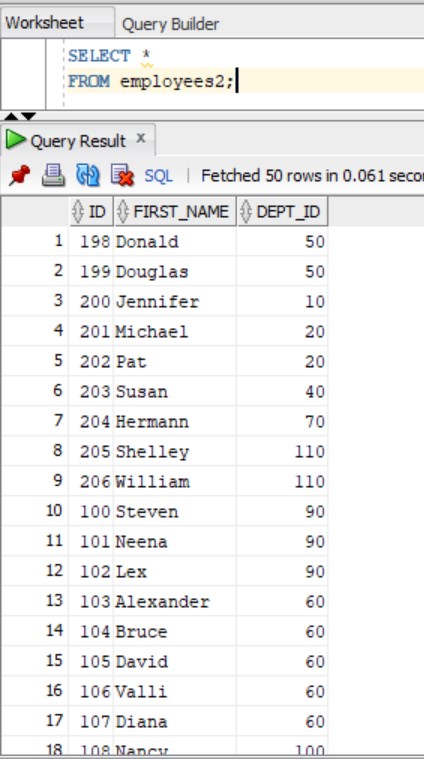 Worksheet Query Builder
SELECT *
FROM employees2;
Query Result x
SQL | Fetched 50 rows in 0.061 seco
ID FIRST_NAME DEPT_ID
1 198 Donald 50
2 199 Douglas 50
3 200 Jennifer 10
4 201 Michael 20
5 202 Pat 20
6 203 Susan 40
7 204 Hermann 70
8 205 Shelley 110
9 206 William 110
10 100 Steven 90
11 101 Neena 90
12 102 Lex 90
13 103 Alexander 60
14 104 Bruce 60
15 105 David 60
16 106 Valli 60
17 107 Diana 60
18 108 Nancy 100